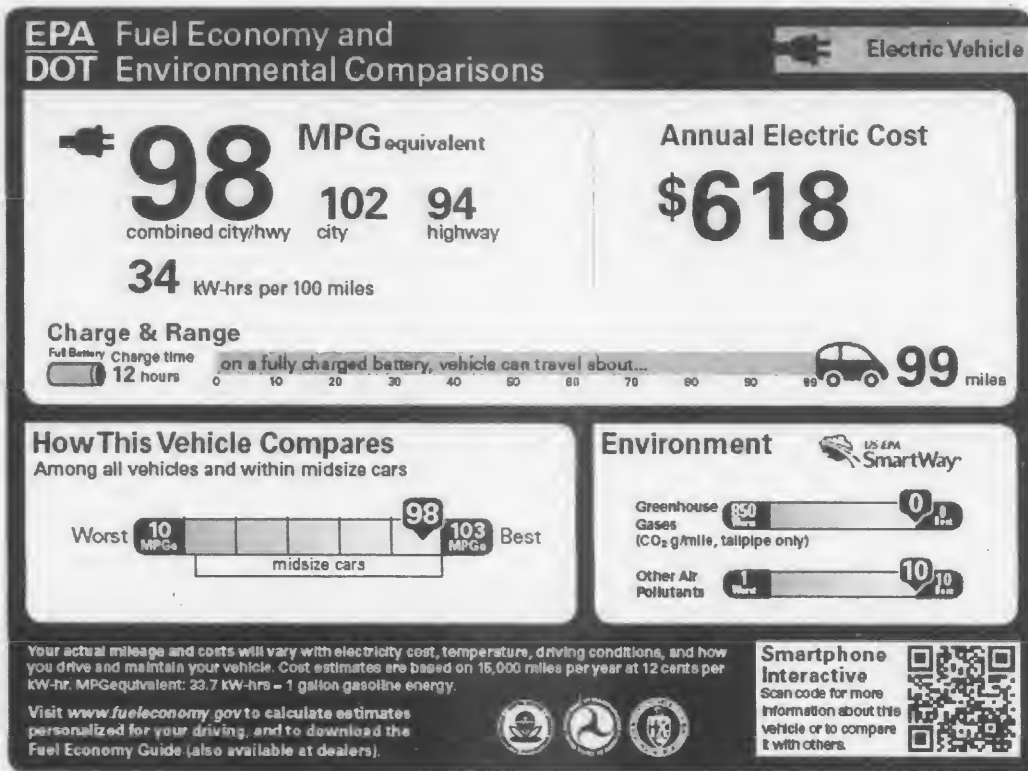 EPA Fuel Economy and
DOT Environmental Comparisons
Electric Vehicle
98
combined city/hwy
MPGequivalent
102 94
city highway
34 kW-hrs per 100 miles
Annual Electric Cost
$618
Charge & Range
Full Battery Charge time
12 hours
on a fully charged battery, vehicle can travel about...
0 10 20 30 40 50 60 70 80 90 99
99 miles
How This Vehicle Compares
Among all vehicles and within midsize cars
98
Worst 10 MPGe
103 MPGe Best
midsize cars
Environment
US EPA
SmartWay
Greenhouse
Gases
(CO₂ g/mile, tailpipe only)
850
Worst
0
0
Best
Other Air
Pollutants
1
Worst
10
10
Best
Your actual mileage and costs will vary with electricity cost, temperature, driving conditions, and how
you drive and maintain your vehicle. Cost estimates are based on 15,000 miles per year at 12 cents per
kW-hr. MPGequivalent: 33.7 kW-hrs = 1 gallon gasoline energy.
Visit www.fueleconomy.gov to calculate estimates
personalized for your driving, and to download the
Fuel Economy Guide (also available at dealers).
Smartphone
Interactive
Scan code for more
information about this
vehicle or to compare
it with others.